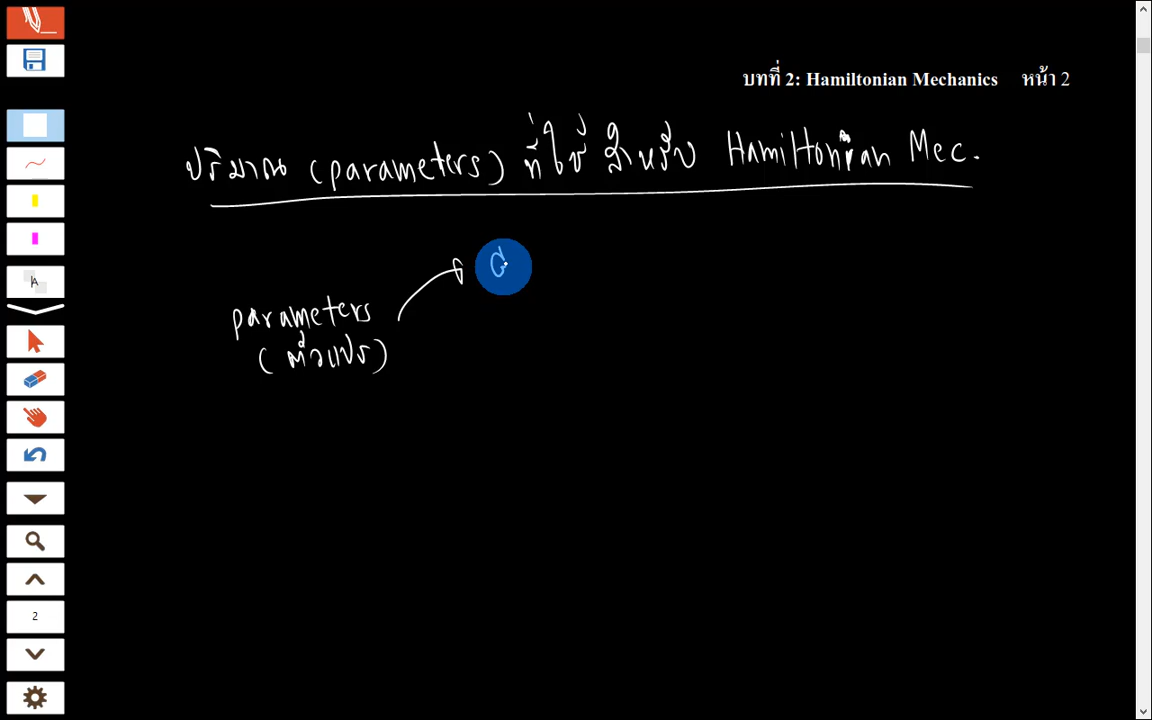 บทที่ 2: Hamiltonian Mechanics หน้า 2
ปริมาณ (parameters) ที่ใช้ สำหรับ Hamiltonian Mec.
parameters
(ตัวแปร)
2